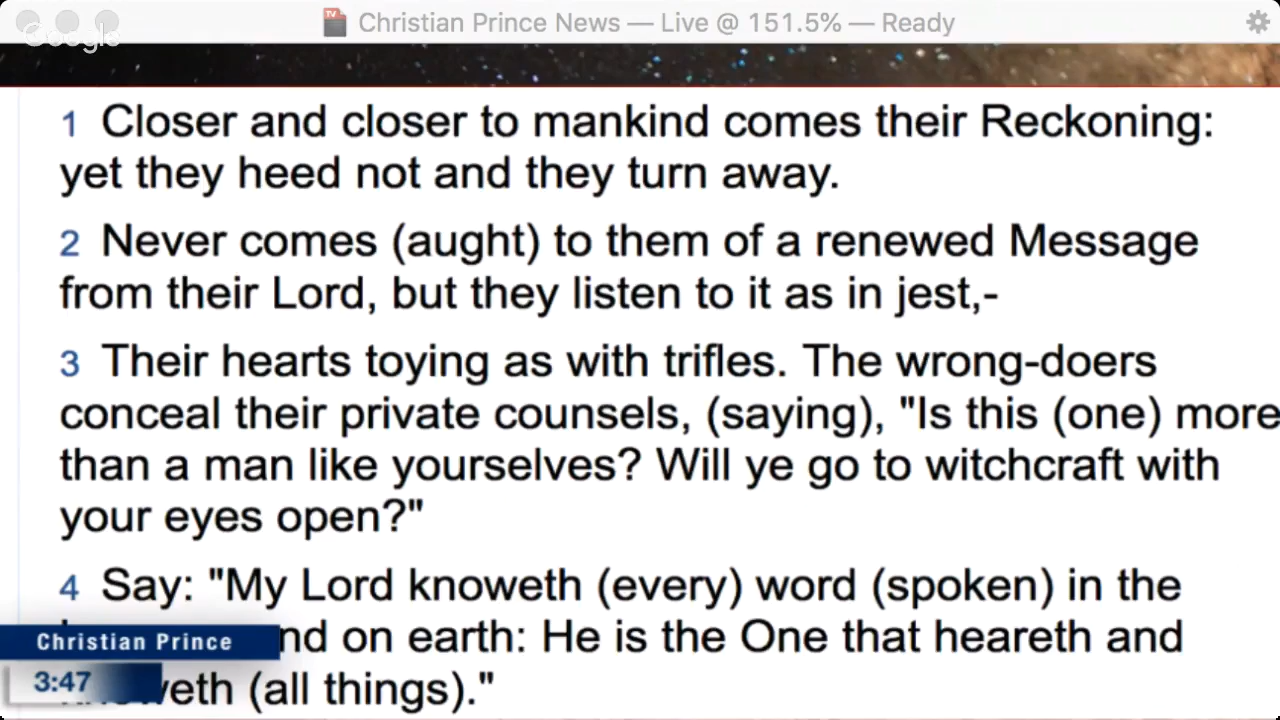 Christian Prince News — Live @ 151.5% — Ready
Google
1 Closer and closer to mankind comes their Reckoning:
yet they heed not and they turn away.
2 Never comes (aught) to them of a renewed Message
from their Lord, but they listen to it as in jest,-
3 Their hearts toying as with trifles. The wrong-doers
conceal their private counsels, (saying), "Is this (one) more
than a man like yourselves? Will ye go to witchcraft with
your eyes open?"
4 Say: "My Lord knoweth (every) word (spoken) in the
nd on earth: He is the One that heareth and
weth (all things)."
Christian Prince
3:47